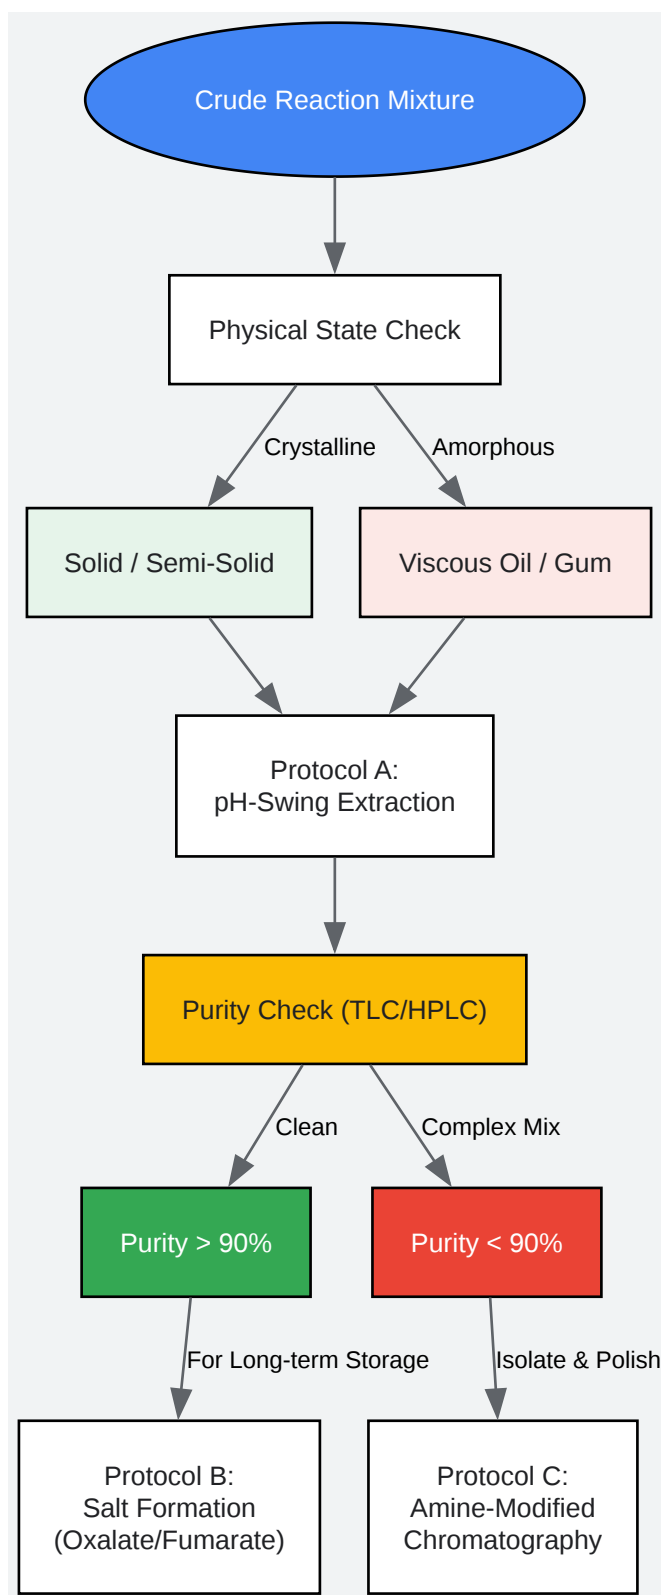 Crude Reaction Mixture
Physical State Check
Crystalline
Amorphous
Solid / Semi-Solid
Viscous Oil / Gum
Protocol A:
pH-Swing Extraction
Purity Check (TLC/HPLC)
Clean
Complex Mix
Purity > 90%
Purity < 90%
For Long-term Storage
Isolate & Polish
Protocol B:
Salt Formation
(Oxalate/Fumarate)
Protocol C:
Amine-Modified
Chromatography